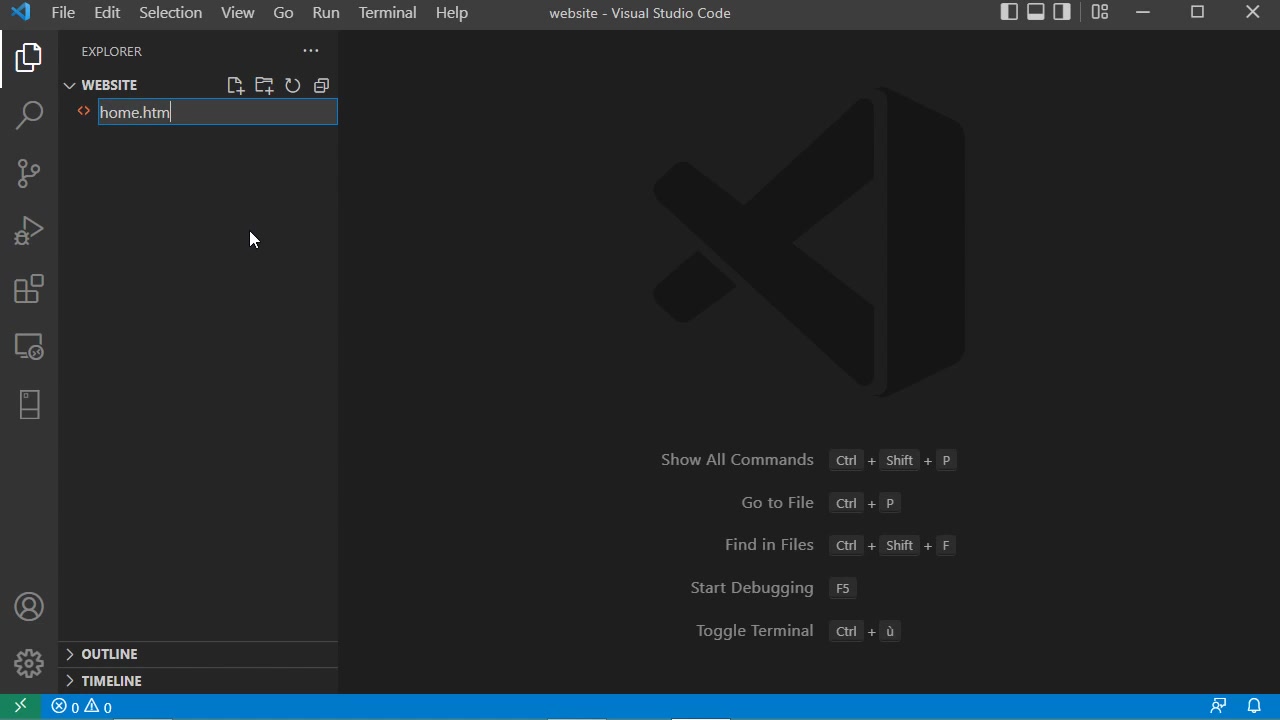 File Edit Selection View Go Run Terminal Help website - Visual Studio Code
EXPLORER
WEBSITE
home.htm
Show All Commands Ctrl + Shift + P
Go to File Ctrl + P
Find in Files Ctrl + Shift + F
Start Debugging F5
Toggle Terminal Ctrl + ù
OUTLINE
TIMELINE
0 0